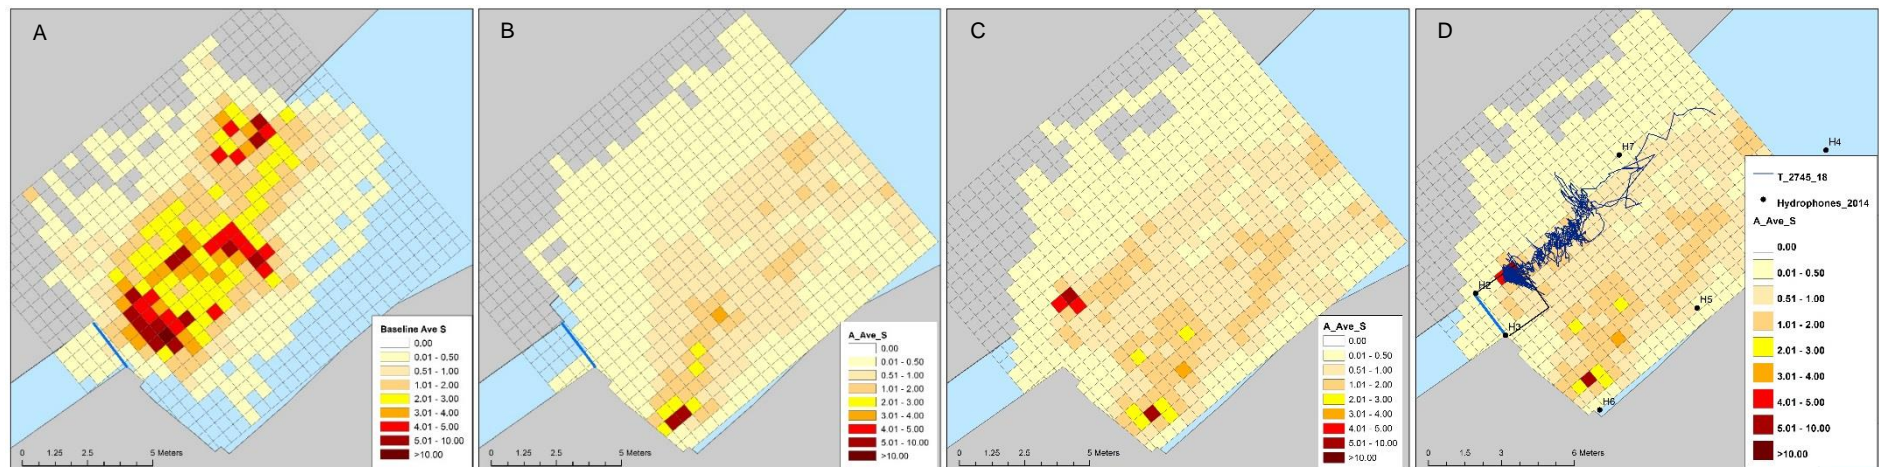 A
Baseline Ave S
0.00
0.01 - 0.50
0.51 - 1.00
1.01 - 2.00
2.01 - 3.00
3.01 - 4.00
4.01 - 5.00
5.01 - 10.00
>10.00
0 1.25 2.5 5 Meters
B
A_Ave_S
0.00
0.01 - 0.50
0.51 - 1.00
1.01 - 2.00
2.01 - 3.00
3.01 - 4.00
4.01 - 5.00
5.01 - 10.00
>10.00
0 1.25 2.5 5 Meters
C
A_Ave_S
0.00
0.01 - 0.50
0.51 - 1.00
1.01 - 2.00
2.01 - 3.00
3.01 - 4.00
4.01 - 5.00
5.01 - 10.00
>10.00
0 1.25 2.5 5 Meters
D
H7
H4
H2
H3
H5
H6
T_2745_18
Hydrophones_2014
A_Ave_S
0.00
0.01 - 0.50
0.51 - 1.00
1.01 - 2.00
2.01 - 3.00
3.01 - 4.00
4.01 - 5.00
5.01 - 10.00
>10.00
0 1.5 3 6 Meters